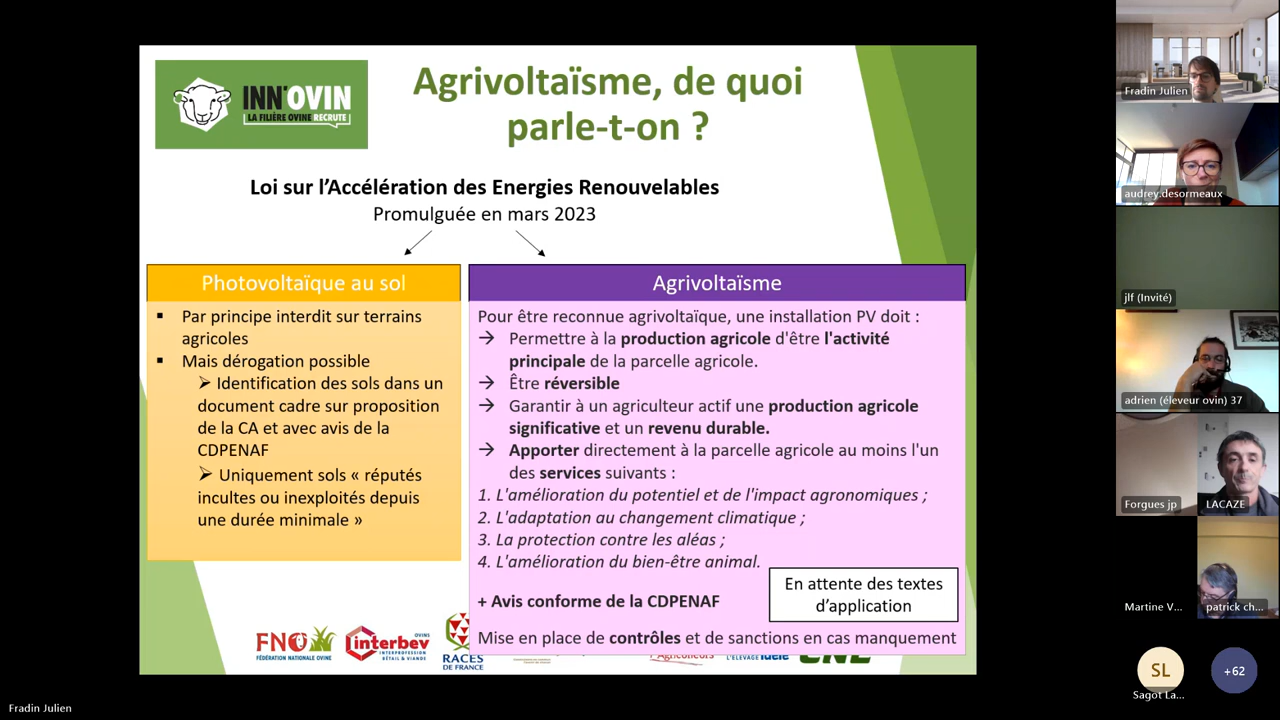 INN'OVIN
LA FILIÈRE OVINE RECRUTE
Agrivoltaïsme, de quoi
parle-t-on ?
Loi sur l'Accélération des Energies Renouvelables
Promulguée en mars 2023
Photovoltaïque au sol
▪ Par principe interdit sur terrains
agricoles
▪ Mais dérogation possible
➢ Identification des sols dans un
document cadre sur proposition
de la CA et avec avis de la
CDPENAF
➢ Uniquement sols « réputés
incultes ou inexploités depuis
une durée minimale »
Agrivoltaïsme
Pour être reconnue agrivoltaïque, une installation PV doit :
→ Permettre à la production agricole d'être l'activité
principale de la parcelle agricole.
→ Être réversible
→ Garantir à un agriculteur actif une production agricole
significative et un revenu durable.
→ Apporter directement à la parcelle agricole au moins l'un
des services suivants :
1. L'amélioration du potentiel et de l'impact agronomiques ;
2. L'adaptation au changement climatique ;
3. La protection contre les aléas ;
4. L'amélioration du bien-être animal.
En attente des textes
d'application
+ Avis conforme de la CDPENAF
Mise en place de contrôles et de sanctions en cas manquement
FNO
FÉDÉRATION NATIONALE OVINE
OVINS
interbev
INTERPROFESSION
BÉTAIL & VIANDE
RACES
DE FRANCE
Fradin Julien
audrey.desormeaux
jlf (Invité)
adrien (éleveur ovin) 37
Forgues jp
LACAZE
Martine V...
patrick ch...
SL
Sagot La...
+62
Fradin Julien